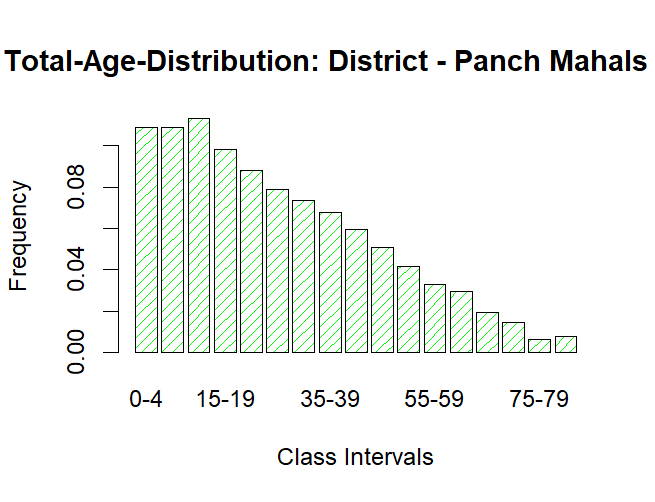 Total-Age-Distribution: District - Panch Mahals
Frequency
0.08
0.04
0.00
0-4 15-19 35-39 55-59 75-79
Class Intervals